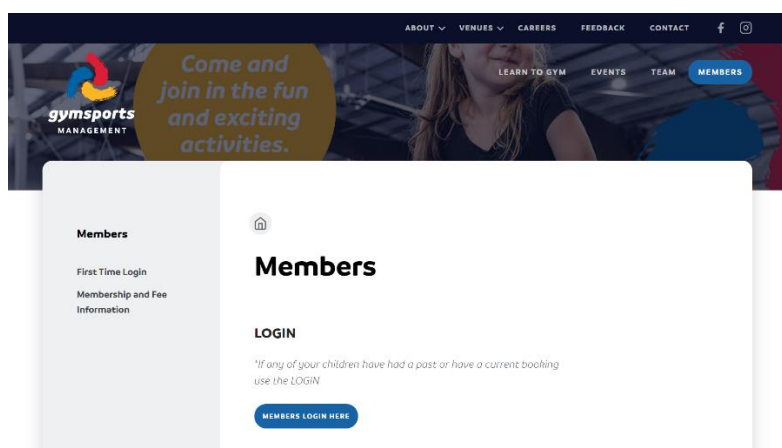 ABOUT VENUES CAREERS FEEDBACK CONTACT
Come and
join in the fun
and exciting
activities.
LEARN TO GYM EVENTS TEAM MEMBERS
gymsports
MANAGEMENT
Members
First Time Login
Membership and Fee
Information
Members
LOGIN
*If any of your children have had a past or have a current booking
use the LOGIN
MEMBERS LOGIN HERE